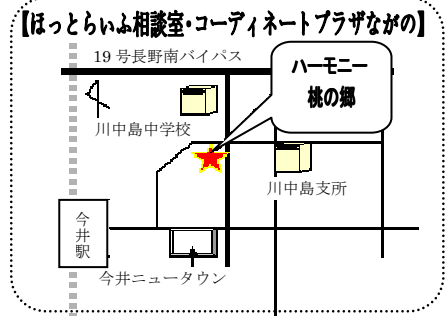 【ほっとらいふ相談室・コーディネートプラザながの】
19号長野南バイパス
ハーモニー
桃の郷
川中島中学校
川中島支所
今井駅
今井ニュータウン